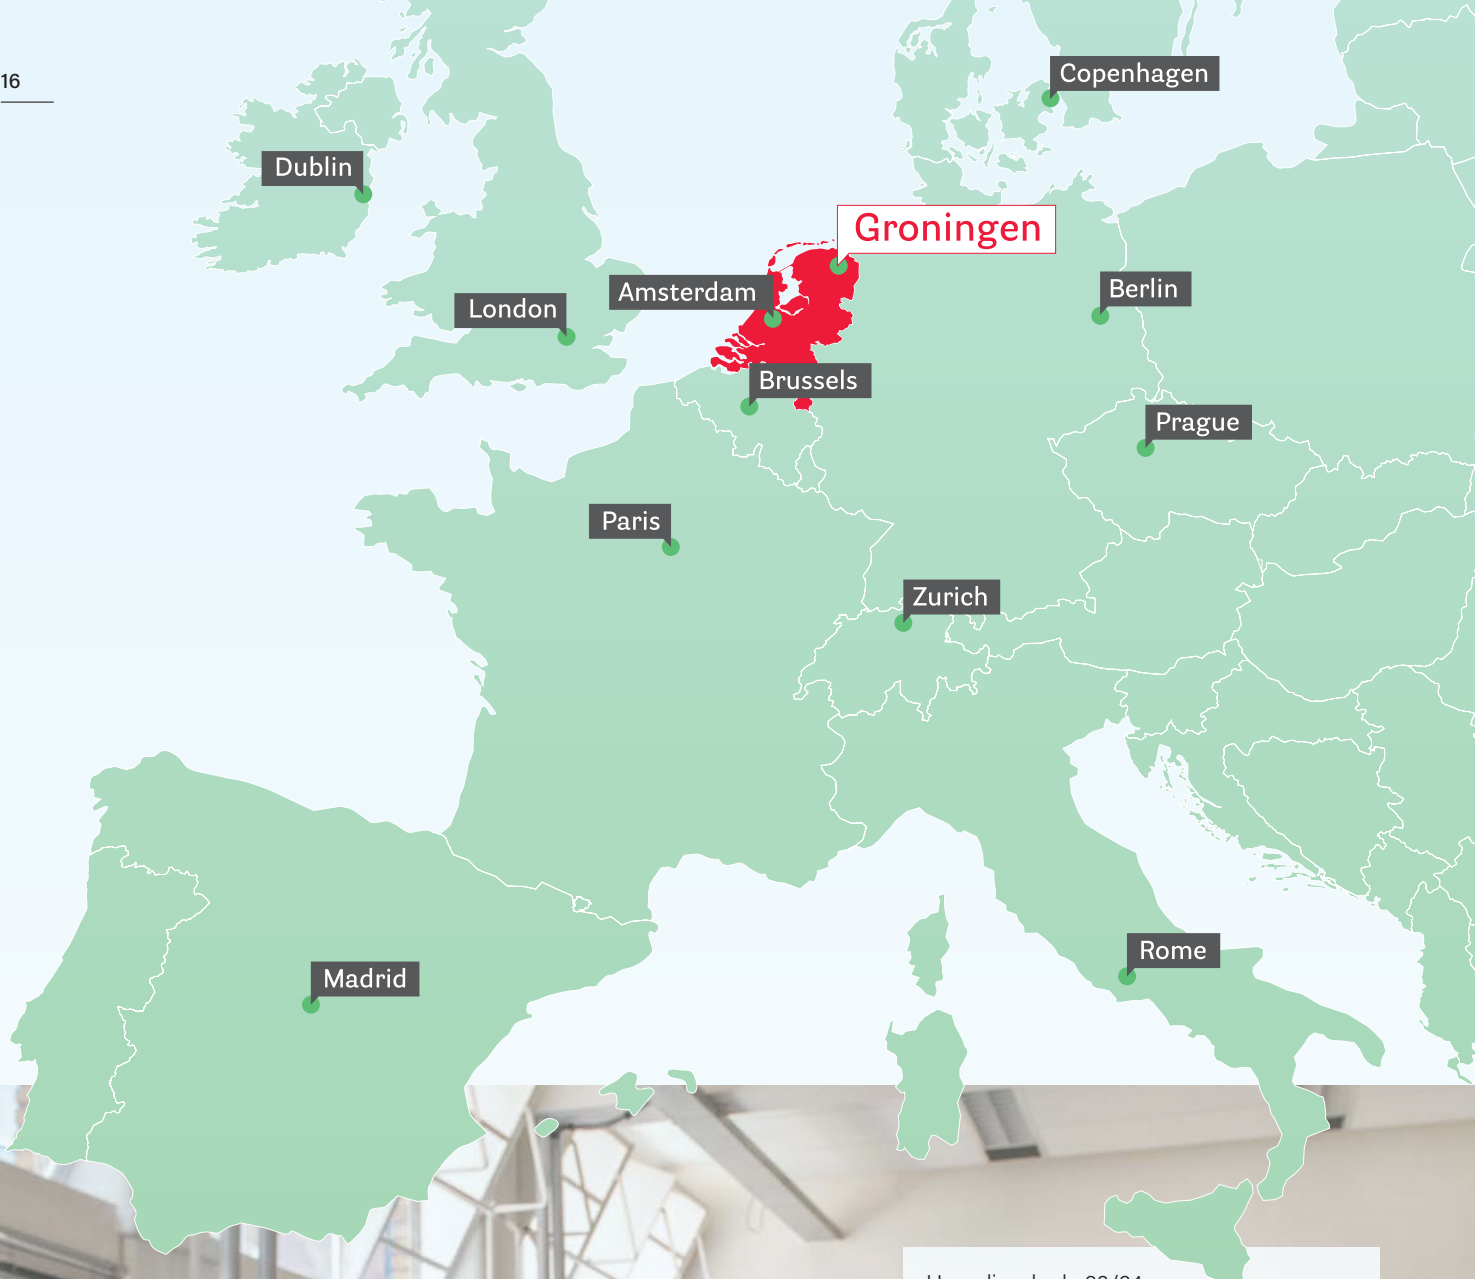 16
Copenhagen
Dublin
Groningen
Amsterdam
Berlin
London
Brussels
Prague
Paris
Zurich
Rome
Madrid